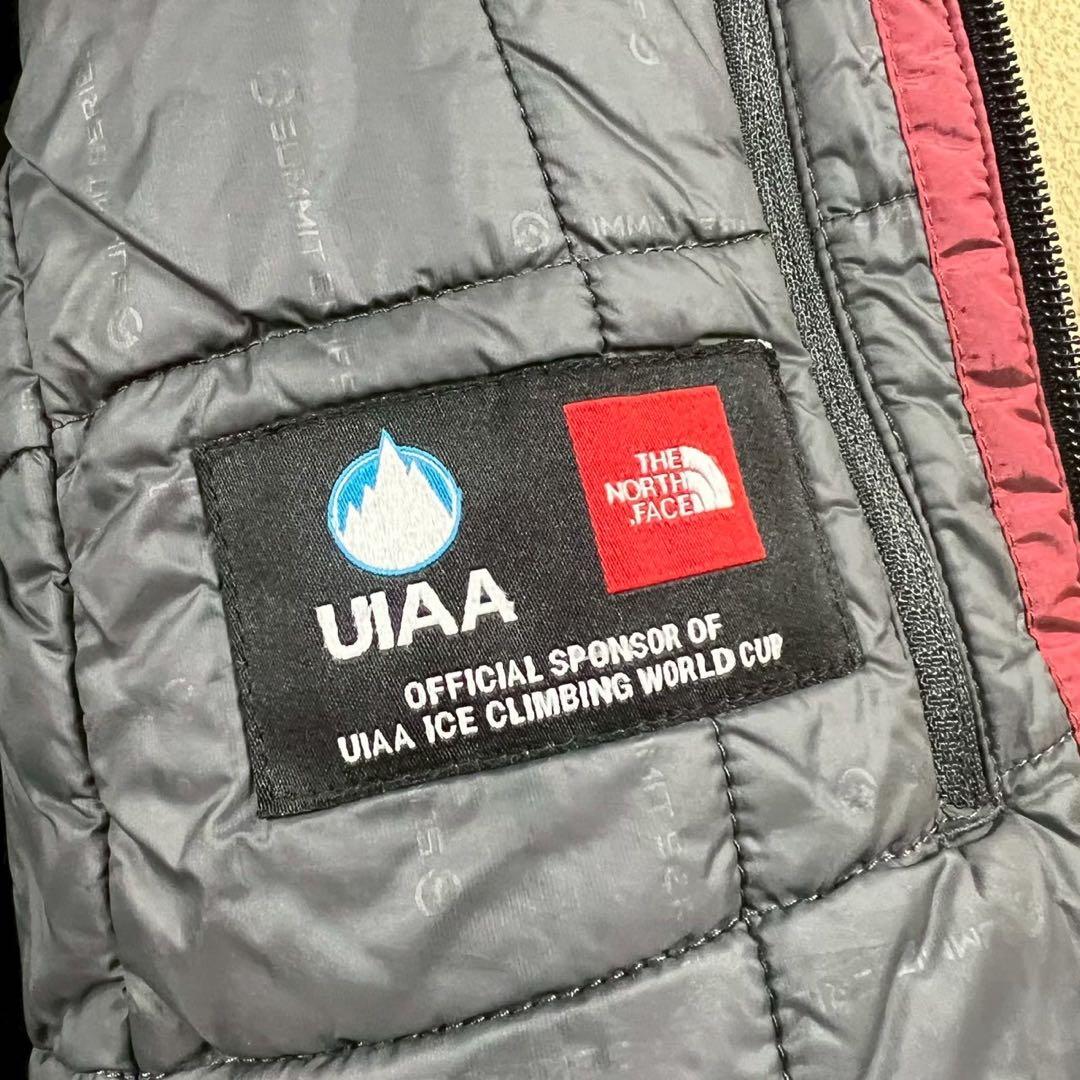 UIAA
THE
NORTH
FACE
OFFICIAL SPONSOR OF
UIAA ICE CLIMBING WORLD CUP